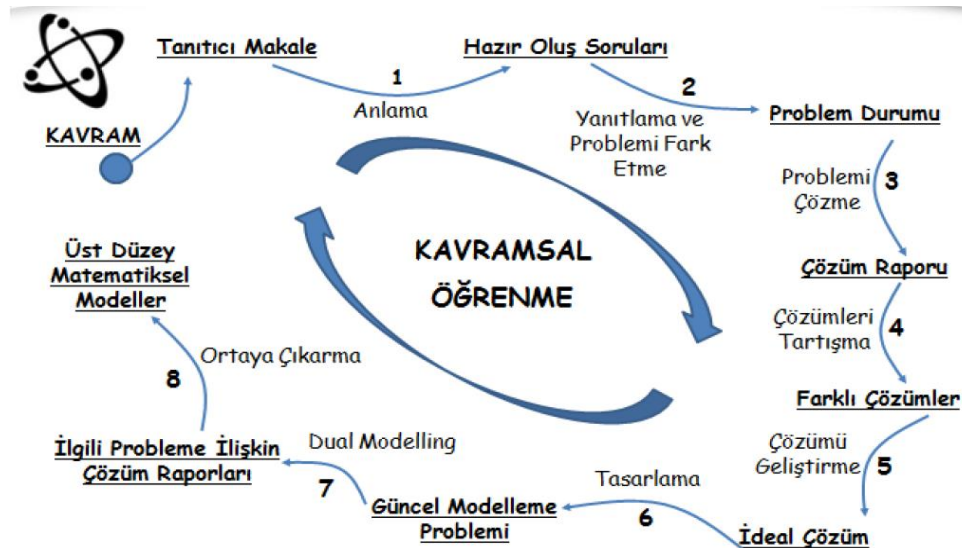 Tanıtıcı Makale
Hazır Oluş Soruları
1
Anlama
2
Yanıtlama ve
Problemi Fark
Etme
Problem Durumu
KAVRAM
Problemi
Çözme
3
KAVRAMSAL
ÖĞRENME
Çözüm Raporu
Çözümleri
Tartışma
4
Farklı Çözümler
Çözümü
Geliştirme
5
İdeal Çözüm
Tasarlama
6
Güncel Modelleme
Problemi
Dual Modelling
7
İlgili Probleme İlişkin
Çözüm Raporları
Ortaya Çıkarma
8
Üst Düzey
Matematiksel
Modeller